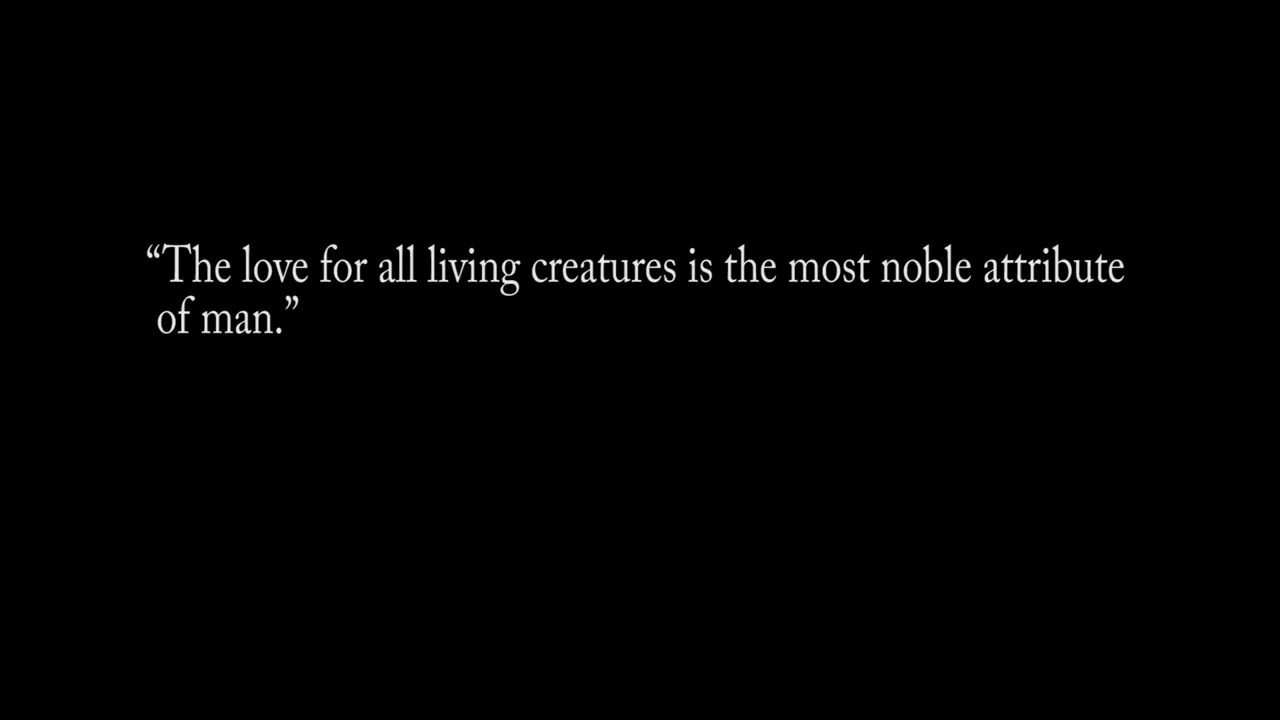 “The love for all living creatures is the most noble attribute
of man.”